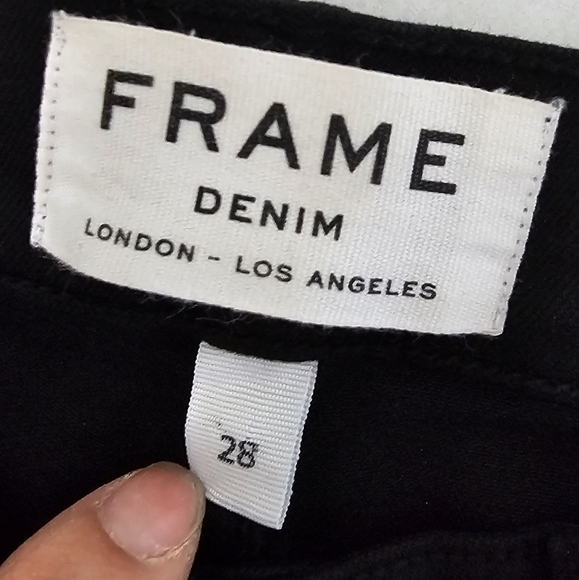 FRAME
DENIM
LONDON - LOS ANGELES
28